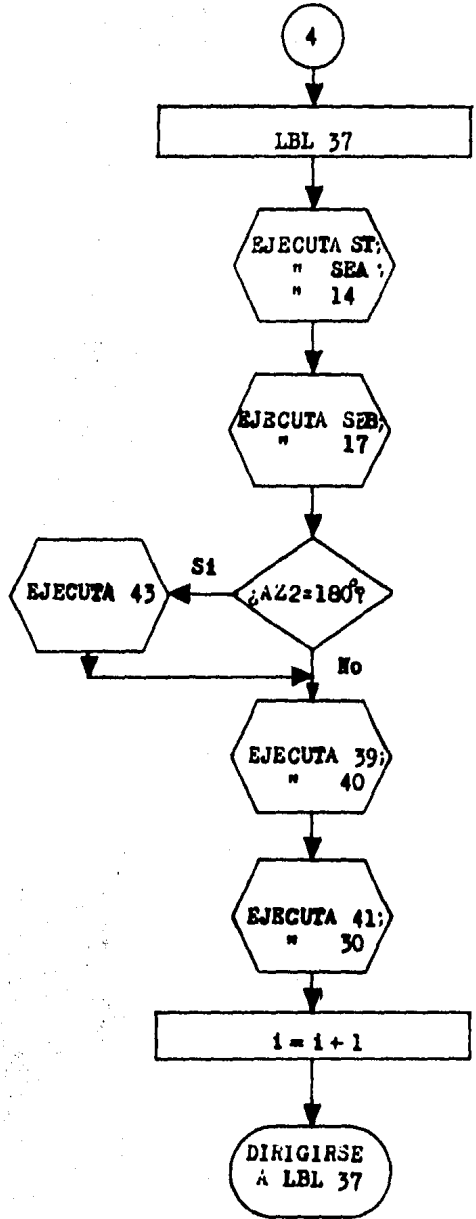 4
LBL 37
EJECUTA ST;
" SEA ;
" 14
EJECUTA SEB;
" 17
¿AZ2=180°?
Si
EJECUTA 43
No
EJECUTA 39;
" 40
EJECUTA 41;
" 30
i = i + 1
DIRIGIRSE
A LBL 37